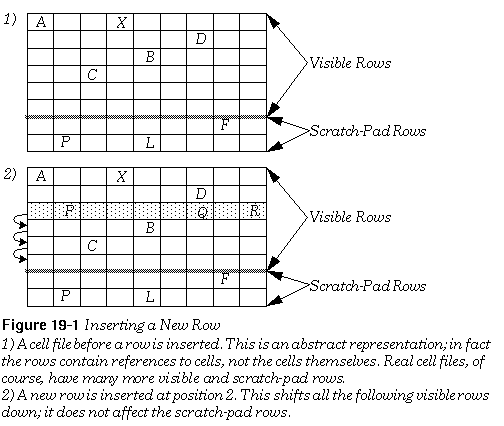 1) A X
D
B Visible Rows
C
F
Scratch-Pad Rows
P L
2) A X
D
P Q R
Visible Rows
B
C
F
Scratch-Pad Rows
P L
Figure 19-1 Inserting a New Row
1) A cell file before a row is inserted. This is an abstract representation; in fact
the rows contain references to cells, not the cells themselves. Real cell files, of
course, have many more visible and scratch-pad rows.
2) A new row is inserted at position 2. This shifts all the following visible rows
down; it does not affect the scratch-pad rows.